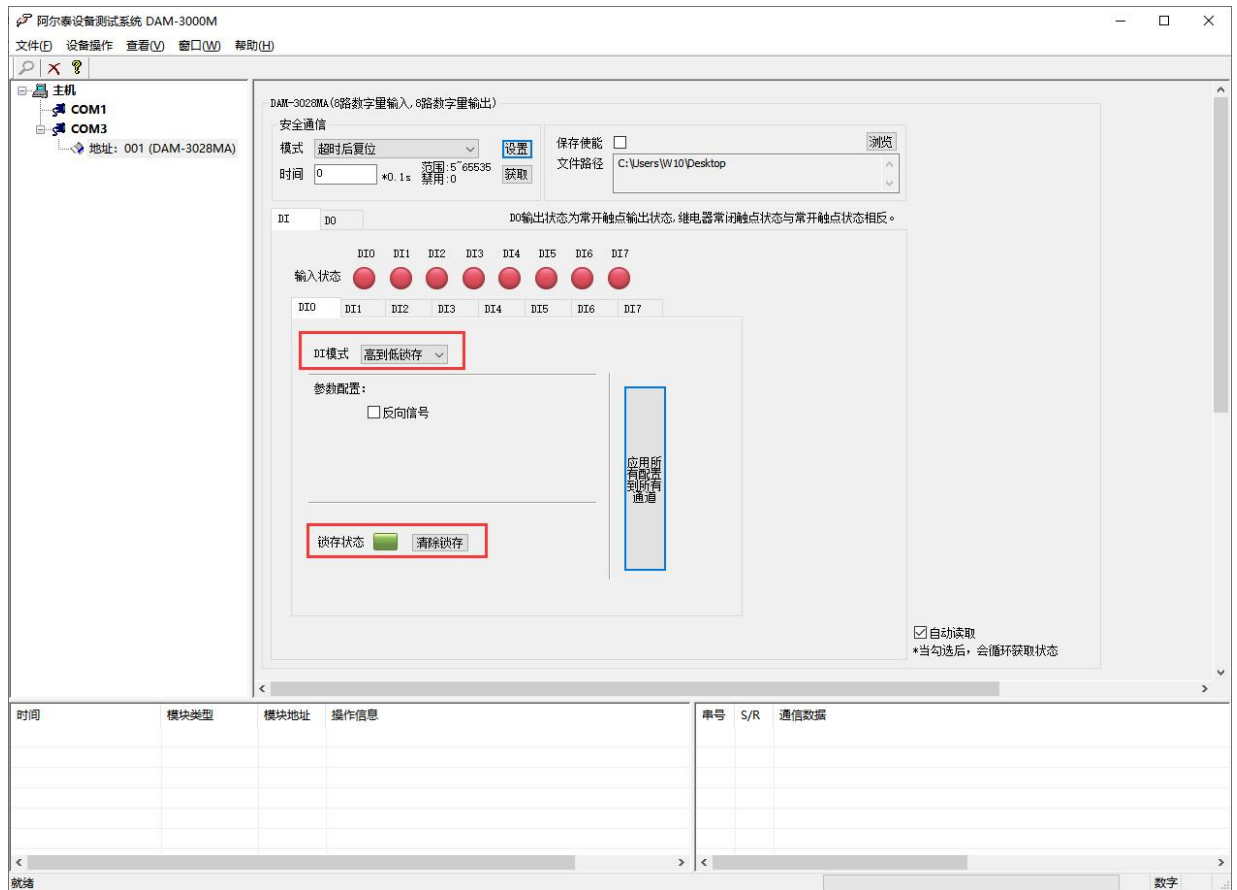 阿尔泰设备测试系统 DAM-3000M
文件(F) 设备操作 查看(V) 窗口(W) 帮助(H)
主机
COM1
COM3
地址：001 (DAM-3028MA)
DAM-3028MA(8路数字量输入,8路数字量输出)
安全通信
模式 超时后复位 设置
时间 0 *0.1s 范围:5~65535 禁用:0 获取
保存使能 浏览
文件路径 C:\Users\W10\Desktop
DI DO DO输出状态为常开触点输出状态,继电器常闭触点状态与常开触点状态相反。
DI0 DI1 DI2 DI3 DI4 DI5 DI6 DI7
输入状态
DI0 DI1 DI2 DI3 DI4 DI5 DI6 DI7
DI模式 高到低锁存
参数配置：
反向信号
应用所
有配置
到所有
通道
锁存状态 清除锁存
自动读取
*当勾选后，会循环获取状态
时间 模块类型 模块地址 操作信息
串号 S/R 通信数据
就绪 数字